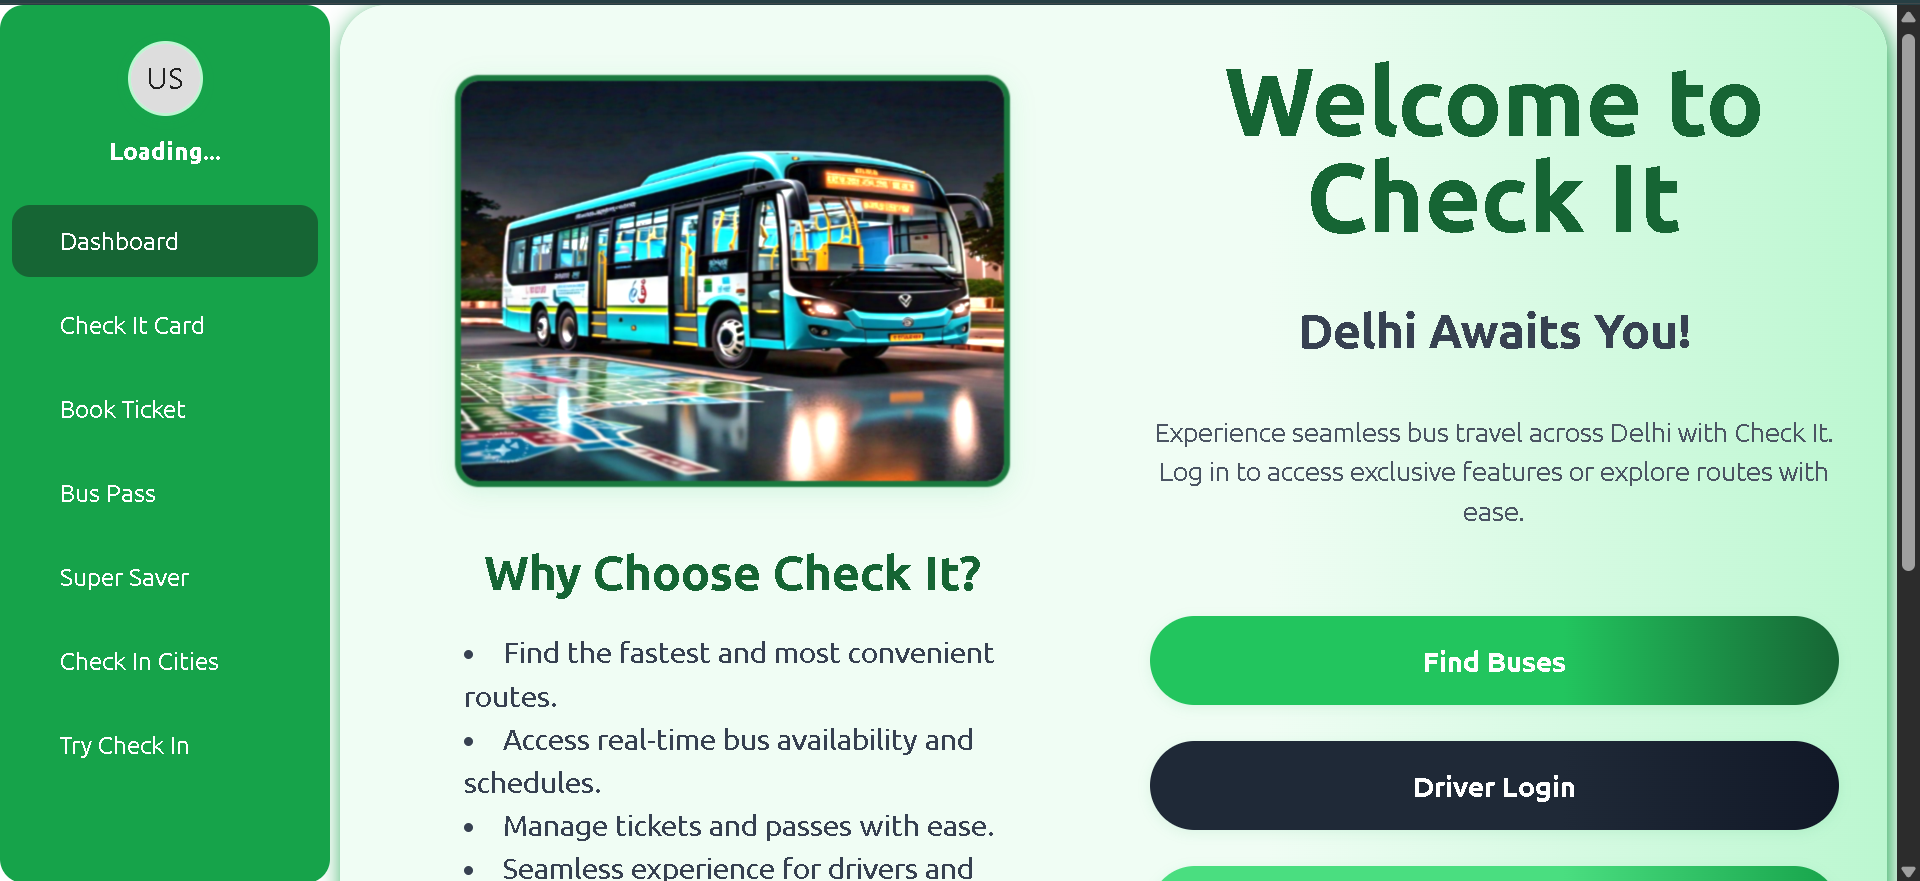 US
Loading...
Dashboard
Check It Card
Book Ticket
Bus Pass
Super Saver
Check In Cities
Try Check In
Why Choose Check It?
• Find the fastest and most convenient
routes.
• Access real-time bus availability and
schedules.
• Manage tickets and passes with ease.
• Seamless experience for drivers and
Welcome to
Check It
Delhi Awaits You!
Experience seamless bus travel across Delhi with Check It.
Log in to access exclusive features or explore routes with
ease.
Find Buses
Driver Login